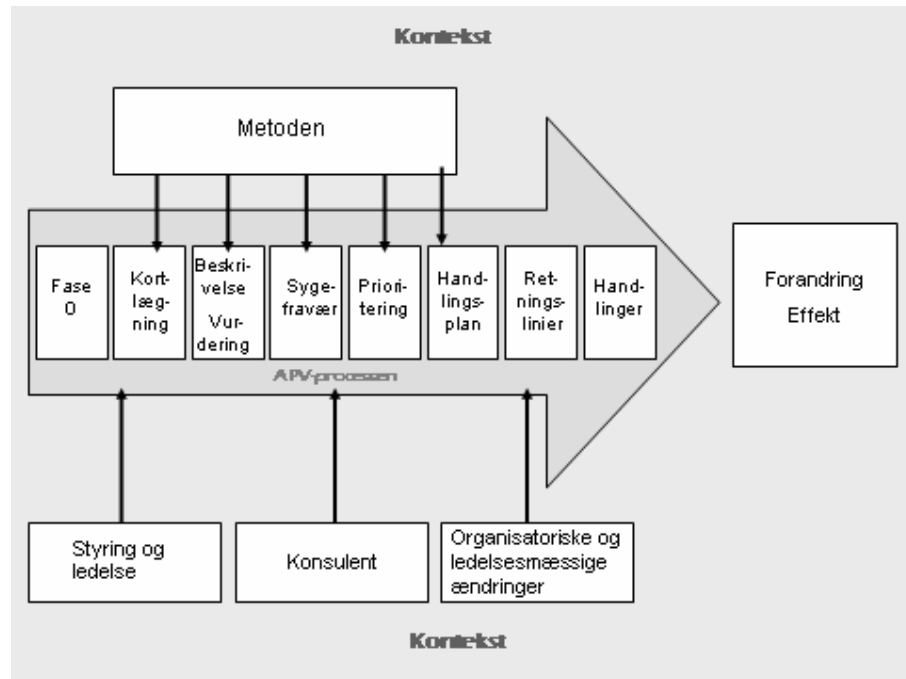 Kontekst
Metoden
Fase
0
Kort-
læg-
ning
Beskri-
velse
Vur-
dering
Syge-
fravær
Priori-
tering
Hand-
lings-
plan
Ret-
nings-
linier
Hand-
linger
APV-processen
Forandring
Effekt
Styring og
ledelse
Konsulent
Organisatoriske og
ledelsesmæssige
ændringer
Kontekst